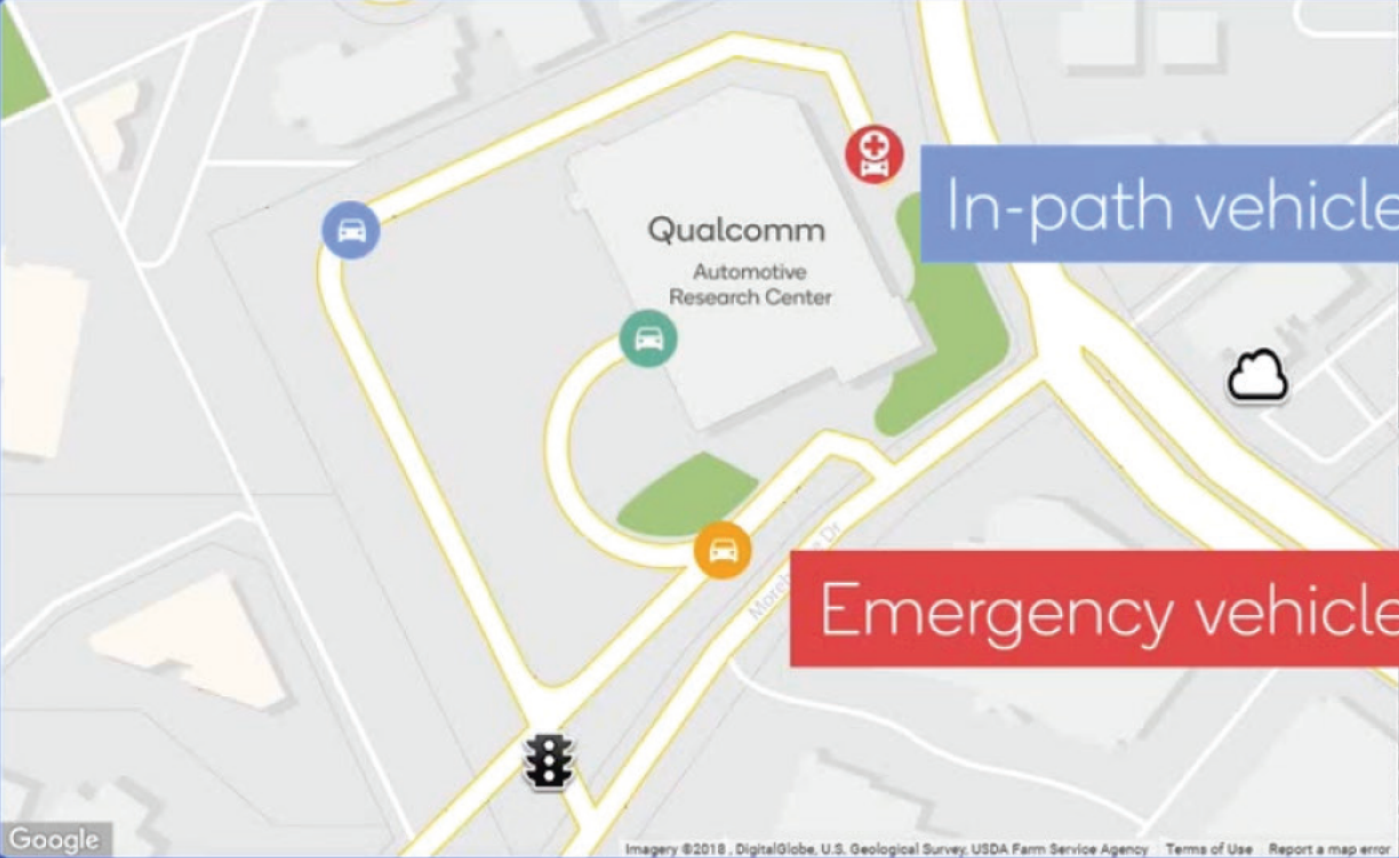 In-path vehicle
Qualcomm
Automotive
Research Center
Emergency vehicle
Google
Imagery ©2018 , DigitalGlobe, U.S. Geological Survey, USDA Farm Service Agency
Terms of Use
Report a map error